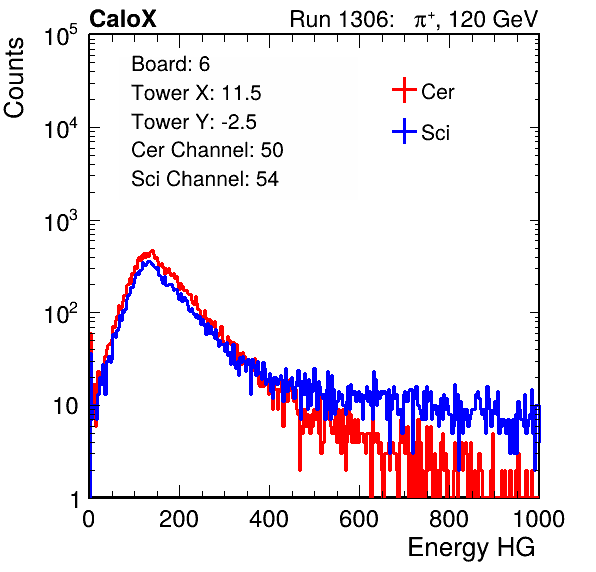 CaloX Run 1306: π⁺, 120 GeV
Board: 6
Tower X: 11.5
Tower Y: -2.5
Cer Channel: 50
Sci Channel: 54
Cer
Sci
Counts
10⁵
10⁴
10³
10²
10
1
0 200 400 600 800 1000
Energy HG